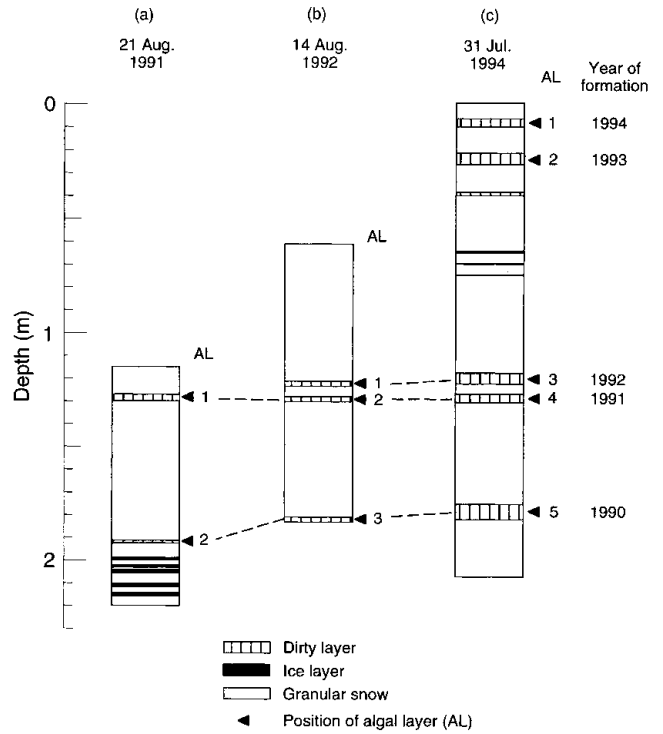 (a)
(b)
(c)
21 Aug.
1991
14 Aug.
1992
31 Jul.
1994
AL
Year of
formation
0
1
1994
2
1993
AL
Depth (m)
1
AL
1
1
3
1992
2
4
1991
2
3
5
1990
2
Dirty layer
Ice layer
Granular snow
Position of algal layer (AL)